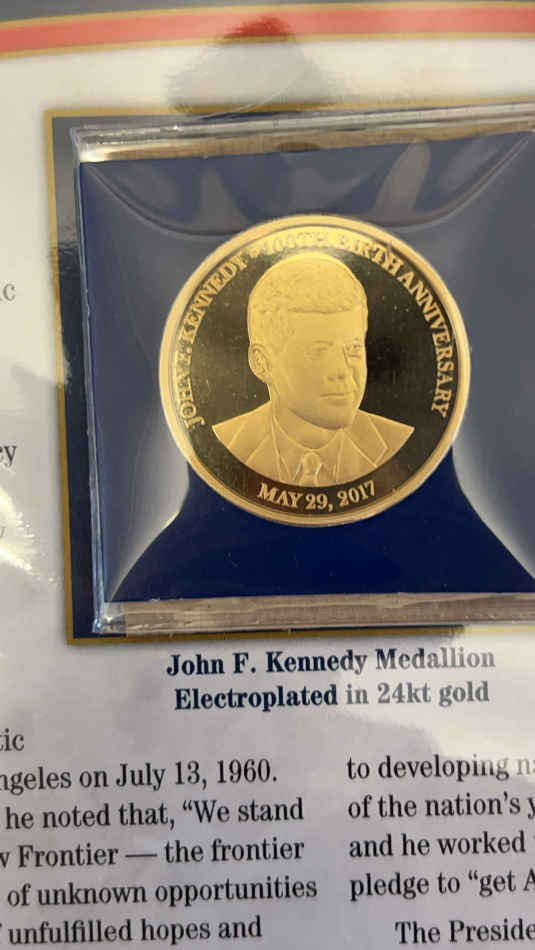 JOHN F. KENNEDY • 100TH BIRTH ANNIVERSARY
MAY 29, 2017
John F. Kennedy Medallion
Electroplated in 24kt gold
tic
ngeles on July 13, 1960.
he noted that, “We stand
w Frontier — the frontier
of unknown opportunities
unfulfilled hopes and
to developing na
of the nation’s y
and he worked
pledge to “get A
The Preside